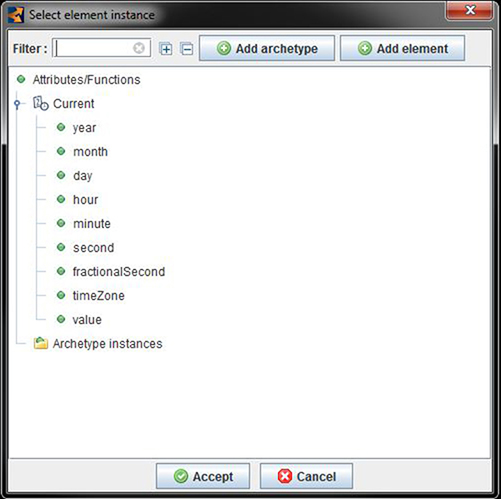 Select element instance
Filter : Add archetype Add element
Attributes/Functions
Current
year
month
day
hour
minute
second
fractionalSecond
timeZone
value
Archetype instances
Accept Cancel